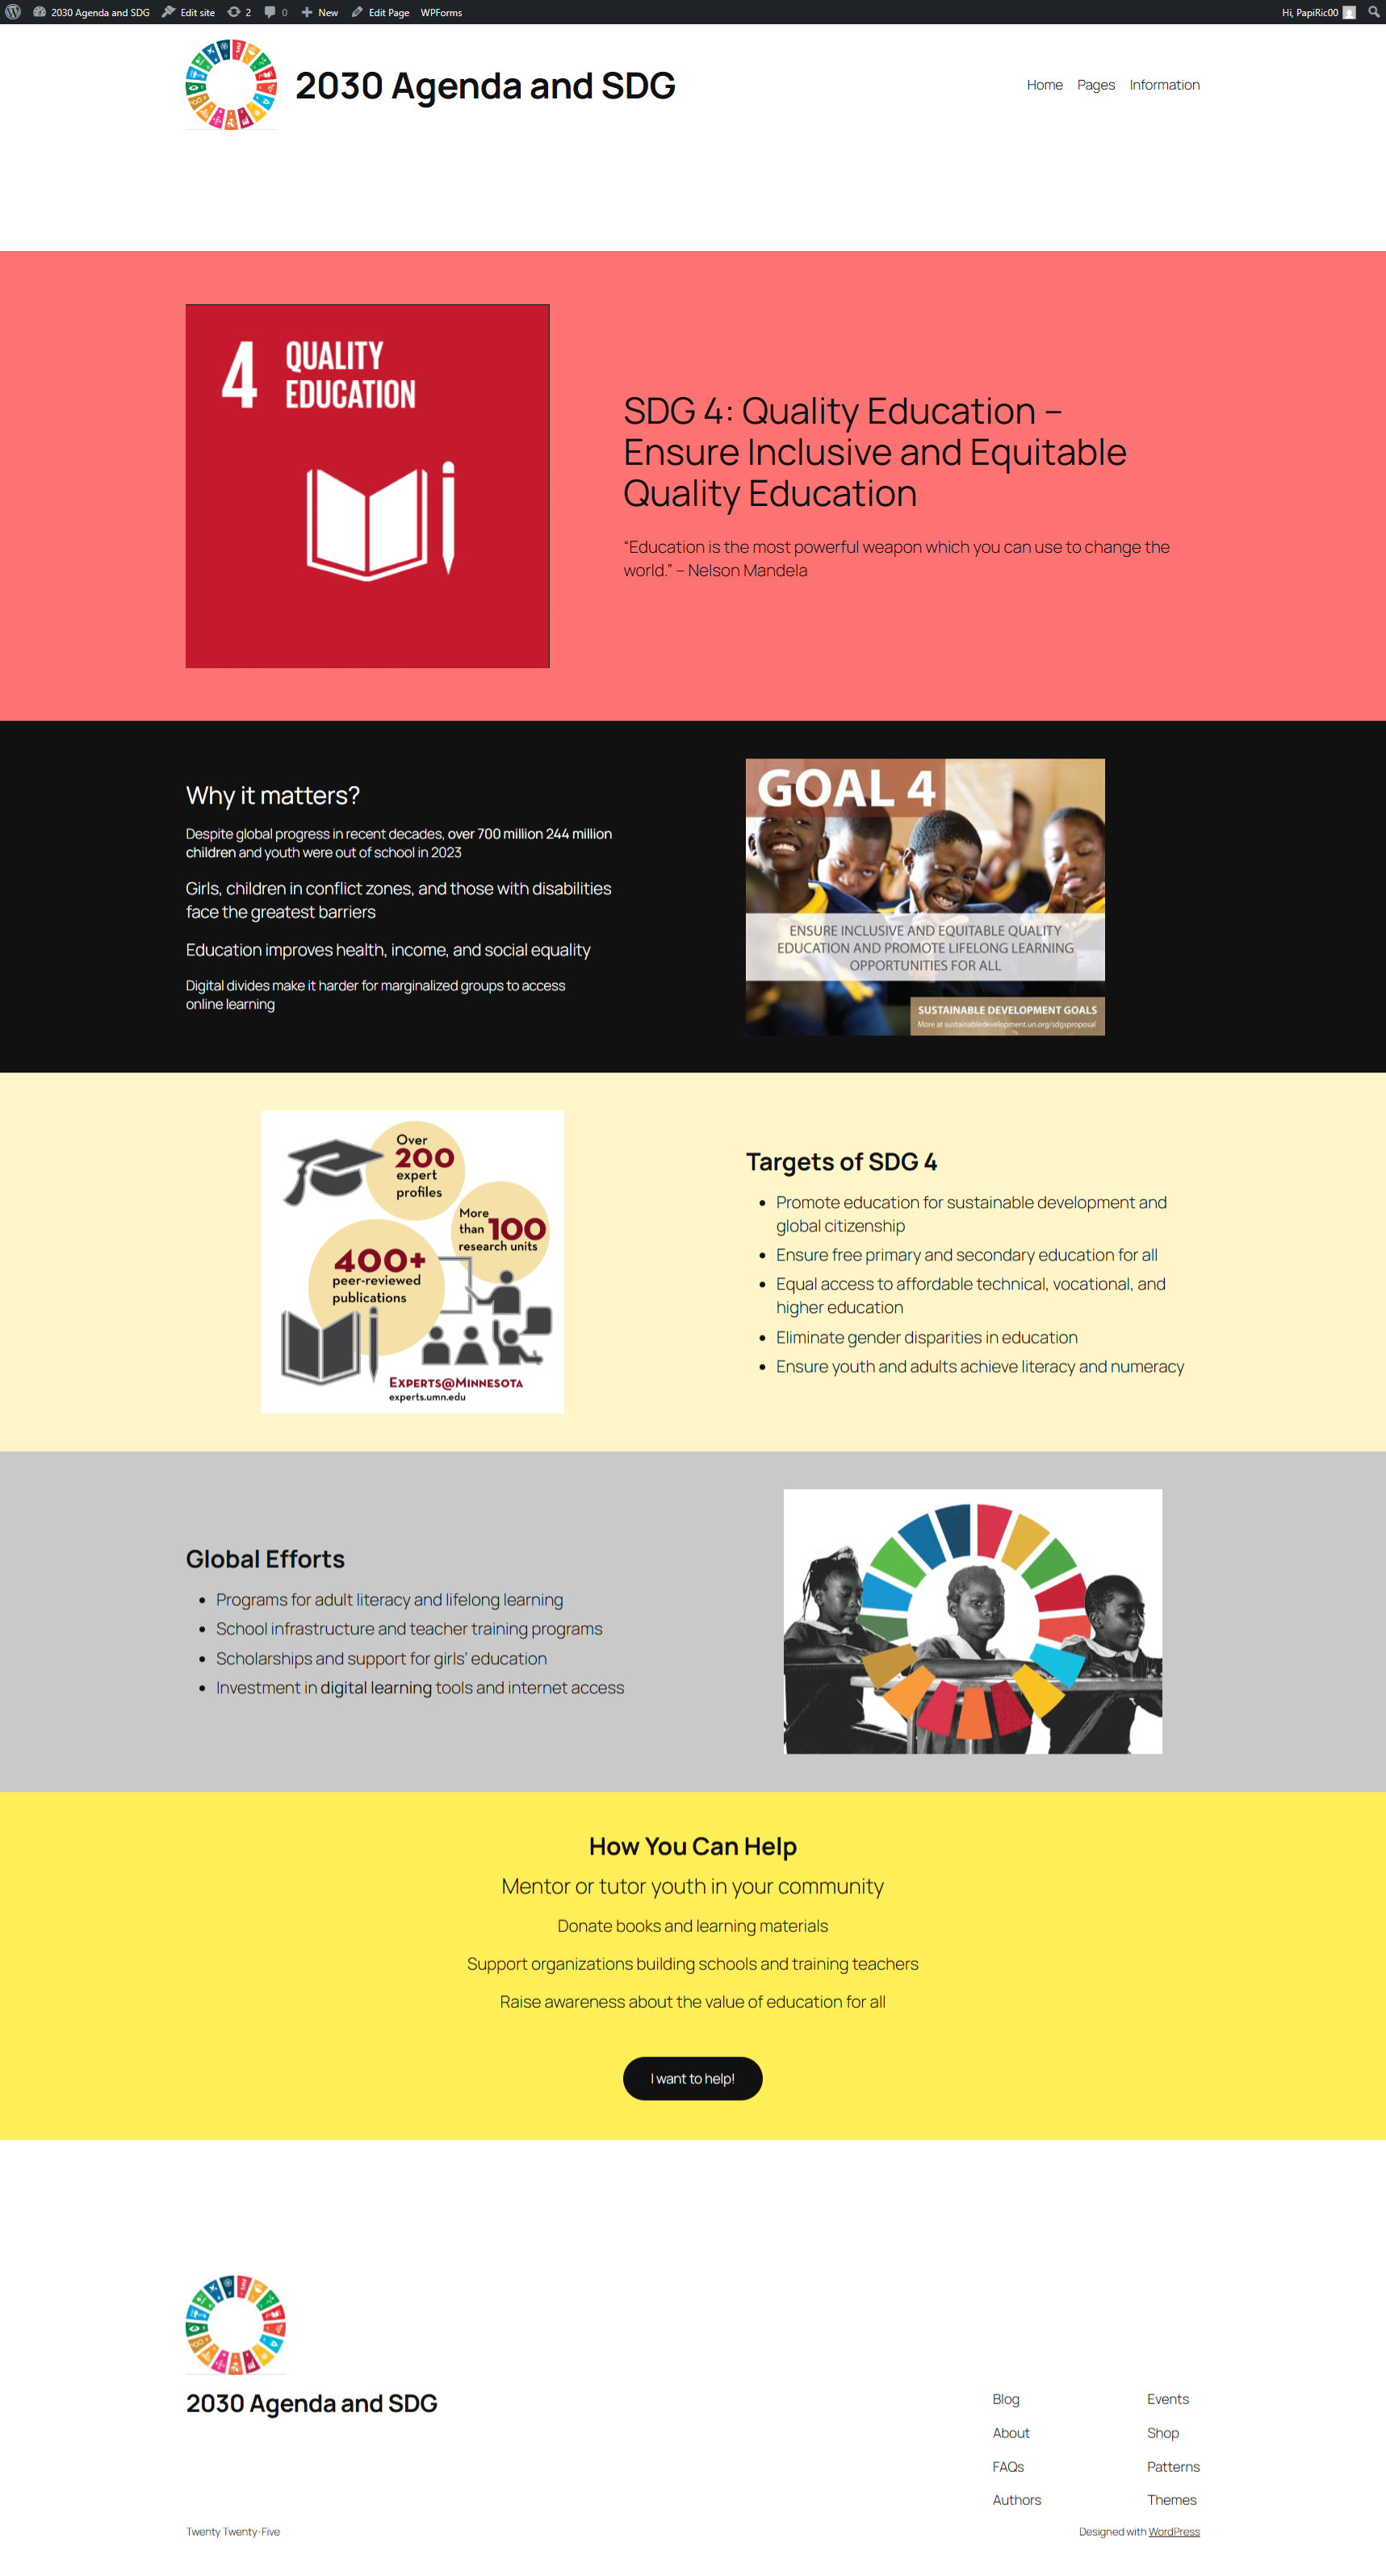 2030 Agenda and SDG Edit site 2 0 New Edit Page WPForms Hi, PapiRic00
2030 Agenda and SDG
Home Pages Information
4 QUALITY
EDUCATION
SDG 4: Quality Education –
Ensure Inclusive and Equitable
Quality Education
“Education is the most powerful weapon which you can use to change the
world.” – Nelson Mandela
Why it matters?
Despite global progress in recent decades, over 700 million 244 million
children and youth were out of school in 2023
Girls, children in conflict zones, and those with disabilities
face the greatest barriers
Education improves health, income, and social equality
Digital divides make it harder for marginalized groups to access
online learning
GOAL 4
ENSURE INCLUSIVE AND EQUITABLE QUALITY
EDUCATION AND PROMOTE LIFELONG LEARNING
OPPORTUNITIES FOR ALL
SUSTAINABLE DEVELOPMENT GOALS
More at sustainabledevelopment.un.org/sdgsproposal
Over
200
expert
profiles
More
than 100
research units
400+
peer-reviewed
publications
EXPERTS@MINNESOTA
experts.umn.edu
Targets of SDG 4
Promote education for sustainable development and
global citizenship
Ensure free primary and secondary education for all
Equal access to affordable technical, vocational, and
higher education
Eliminate gender disparities in education
Ensure youth and adults achieve literacy and numeracy
Global Efforts
Programs for adult literacy and lifelong learning
School infrastructure and teacher training programs
Scholarships and support for girls’ education
Investment in digital learning tools and internet access
How You Can Help
Mentor or tutor youth in your community
Donate books and learning materials
Support organizations building schools and training teachers
Raise awareness about the value of education for all
I want to help!
2030 Agenda and SDG
Blog
About
FAQs
Authors
Events
Shop
Patterns
Themes
Twenty Twenty-Five
Designed with WordPress